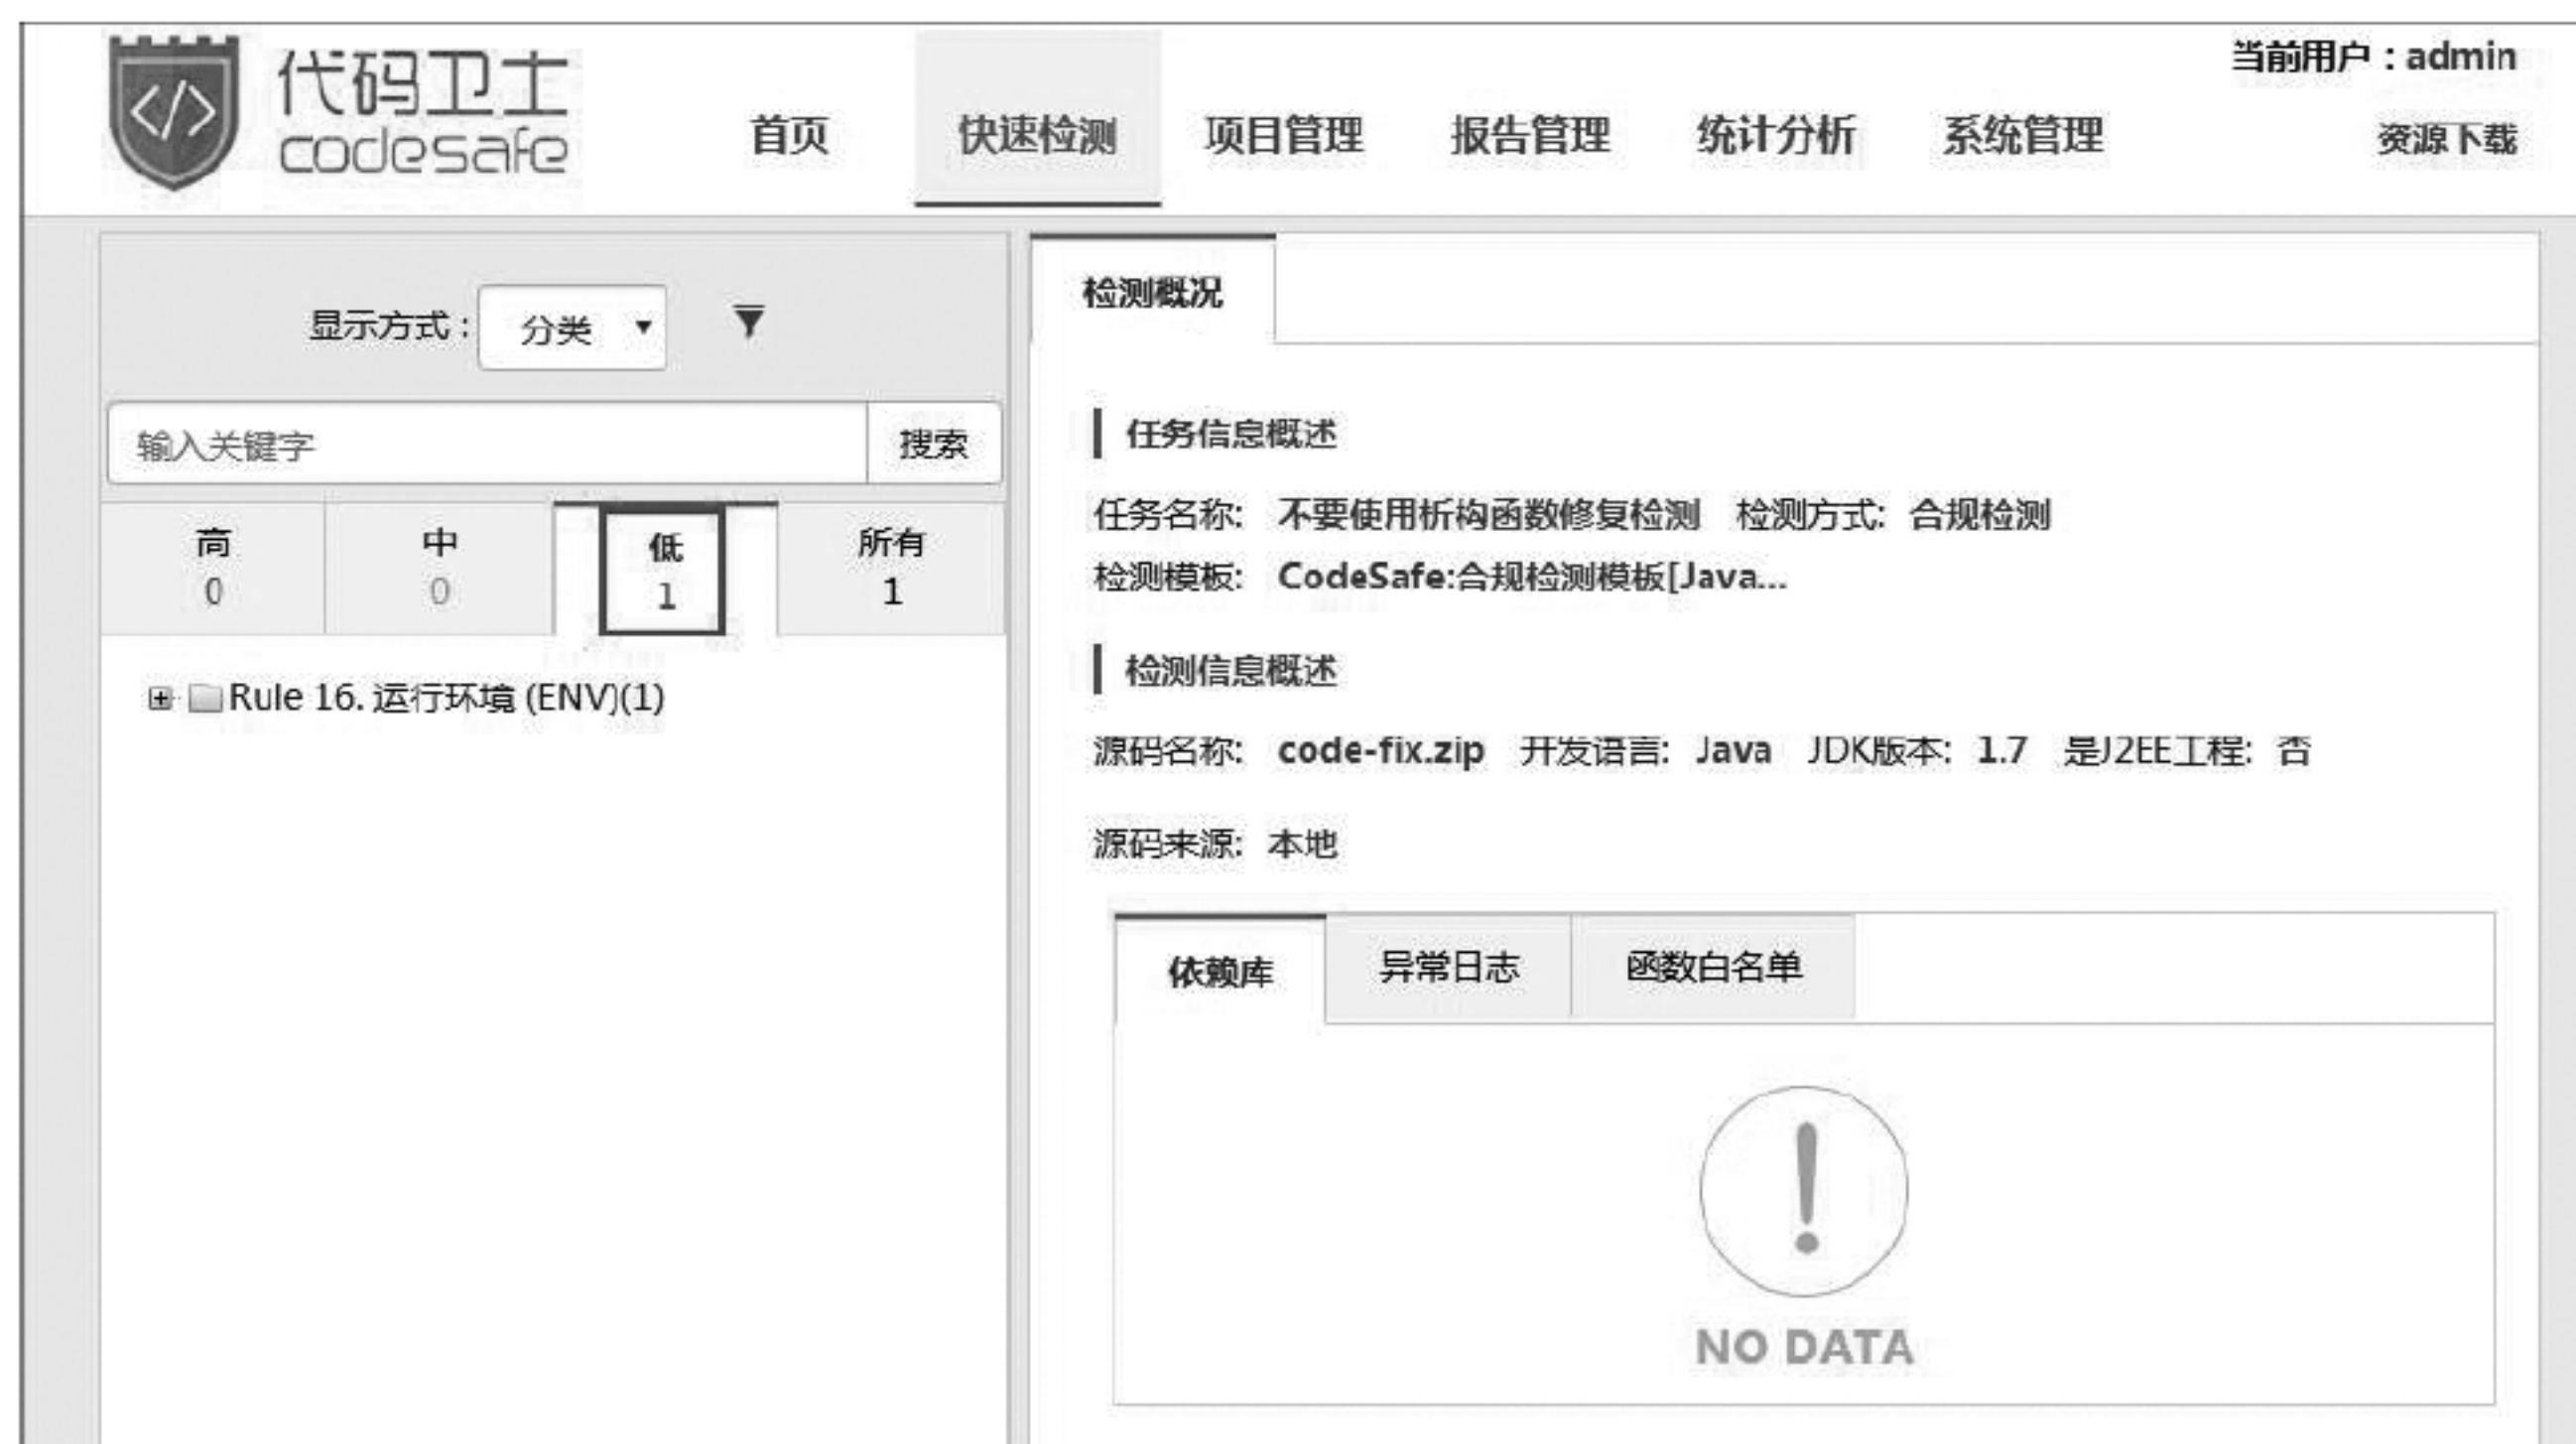 代码卫士
codesafe
当前用户：admin
首页 快速检测 项目管理 报告管理 统计分析 系统管理 资源下载
显示方式： 分类
输入关键字 搜索
高 中 低 所有
0 0 1 1
Rule 16. 运行环境 (ENV)(1)
检测概况
任务信息概述
任务名称: 不要使用析构函数修复检测 检测方式: 合规检测
检测模板: CodeSafe:合规检测模板[Java...
检测信息概述
源码名称: code-fix.zip 开发语言: Java JDK版本: 1.7 是J2EE工程: 否
源码来源: 本地
依赖库 异常日志 函数白名单
NO DATA